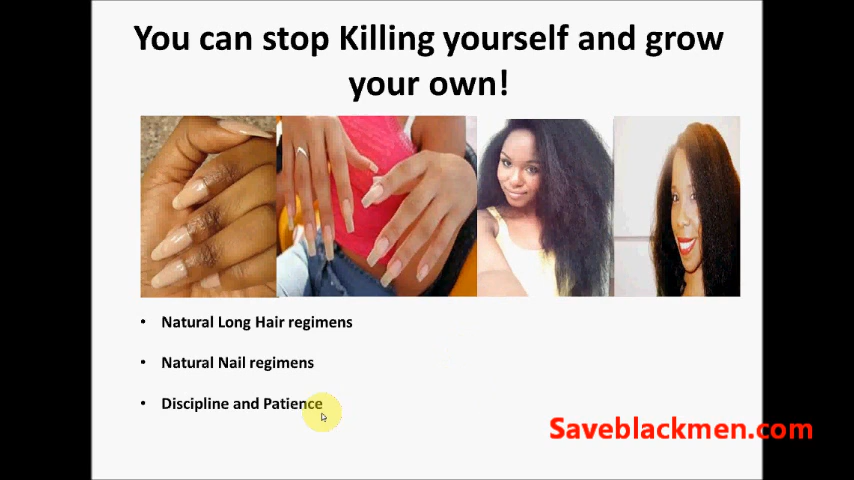 You can stop Killing yourself and grow
your own!
• Natural Long Hair regimens
• Natural Nail regimens
• Discipline and Patience
Saveblackmen.com